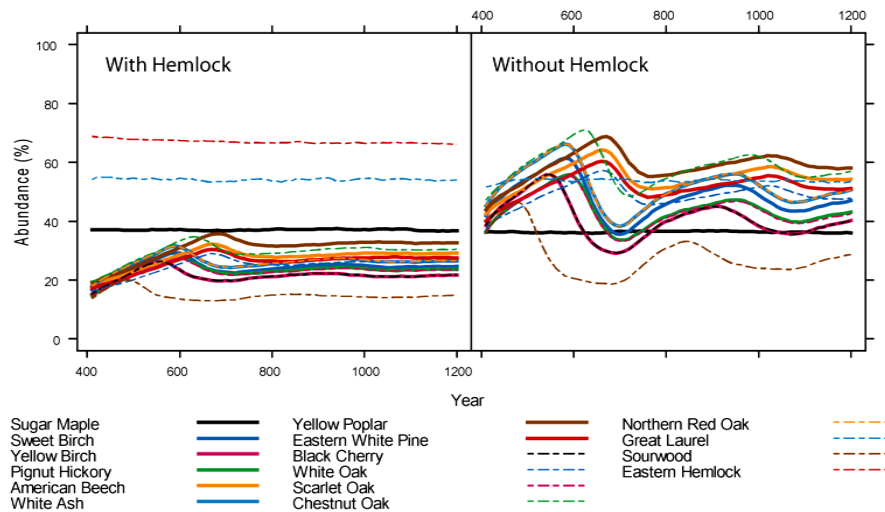 400 600 800 1000 1200
100
With Hemlock Without Hemlock
80
60
40
20
0
Abundance (%)
400 600 800 1000 1200 400 600 800 1000 1200
Year
Sugar Maple Yellow Poplar Northern Red Oak
Sweet Birch Eastern White Pine Great Laurel
Yellow Birch Black Cherry Sourwood
Pignut Hickory White Oak Eastern Hemlock
American Beech Scarlet Oak
White Ash Chestnut Oak